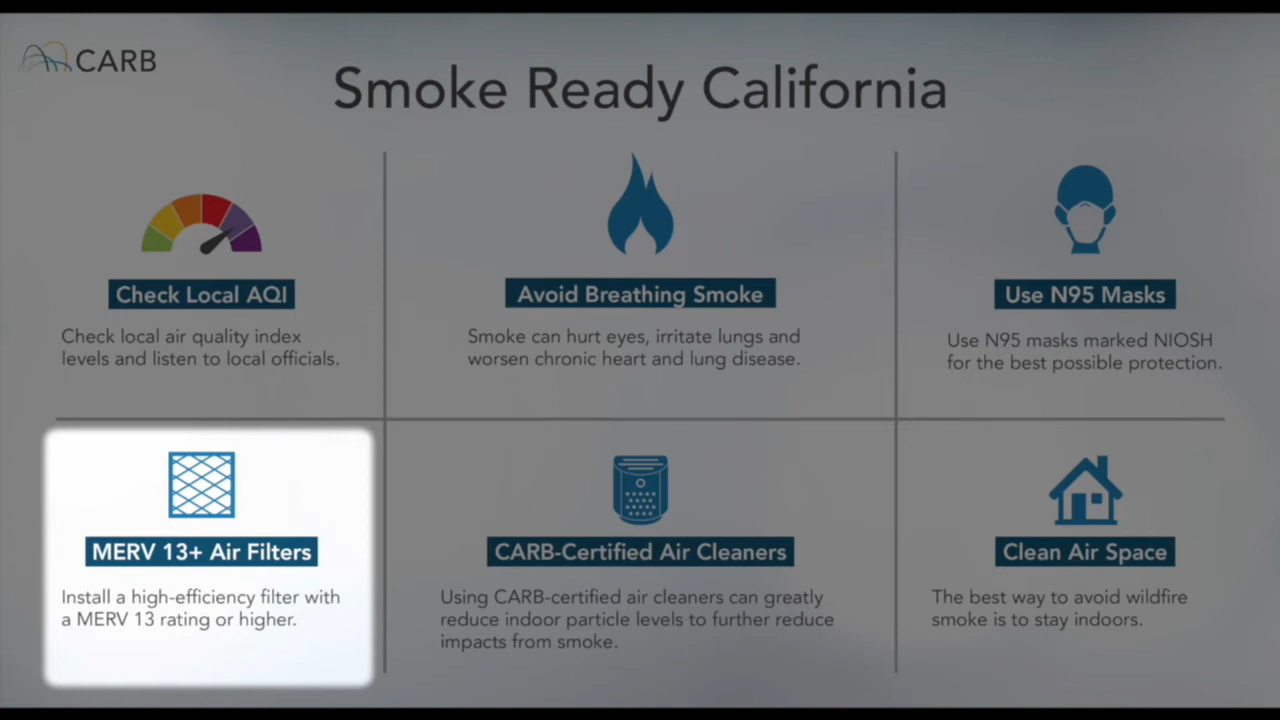 CARB
Smoke Ready California
Check Local AQI
Check local air quality index
levels and listen to local officials.
Avoid Breathing Smoke
Smoke can hurt eyes, irritate lungs and
worsen chronic heart and lung disease.
Use N95 Masks
Use N95 masks marked NIOSH
for the best possible protection.
MERV 13+ Air Filters
Install a high-efficiency filter with
a MERV 13 rating or higher.
CARB-Certified Air Cleaners
Using CARB-certified air cleaners can greatly
reduce indoor particle levels to further reduce
impacts from smoke.
Clean Air Space
The best way to avoid wildfire
smoke is to stay indoors.